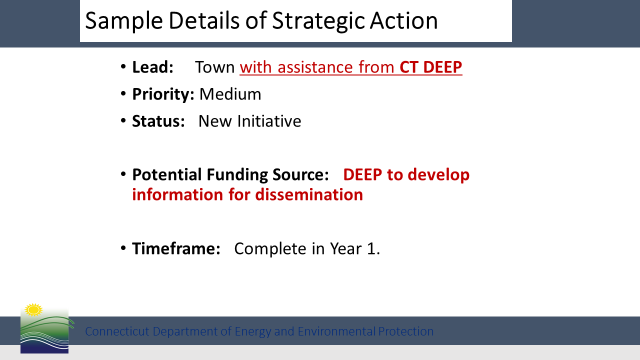 Sample Details of Strategic Action
• Lead: Town with assistance from CT DEEP
• Priority: Medium
• Status: New Initiative
• Potential Funding Source: DEEP to develop
information for dissemination
• Timeframe: Complete in Year 1.
Connecticut Department of Energy and Environmental Protection